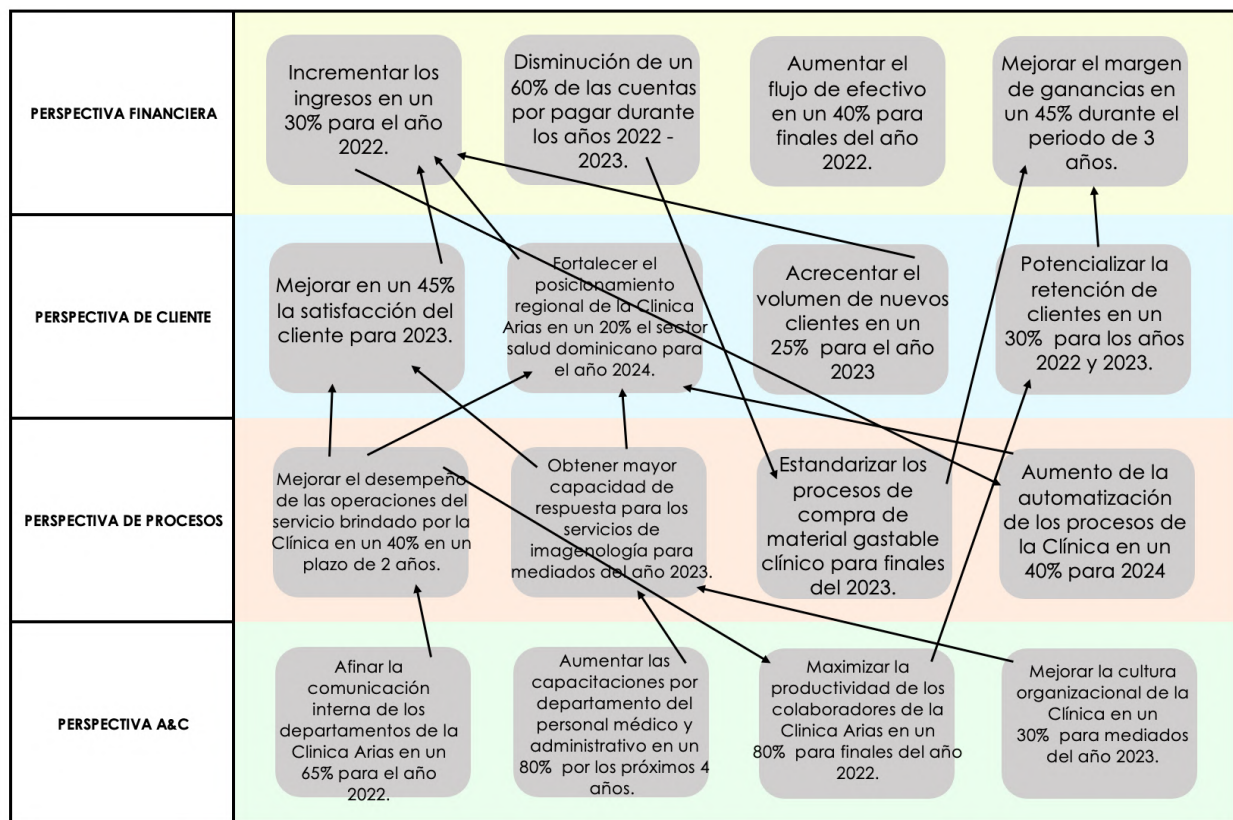 PERSPECTIVA FINANCIERA
Incrementar los
ingresos en un
30% para el año
2022.
Disminución de un
60% de las cuentas
por pagar durante
los años 2022 -
2023.
Aumentar el
flujo de efectivo
en un 40% para
finales del año
2022.
Mejorar el margen
de ganancias en
un 45% durante el
periodo de 3
años.
PERSPECTIVA DE CLIENTE
Mejorar en un 45%
la satisfacción del
cliente para 2023.
Fortalecer el
posicionamiento
regional de la Clinica
Arias en un 20% el sector
salud dominicano para
el año 2024.
Acrecentar el
volumen de nuevos
clientes en un
25% para el año
2023
Potencializar la
retención de
clientes en un
30% para los años
2022 y 2023.
PERSPECTIVA DE PROCESOS
Mejorar el desempeño
de las operaciones del
servicio brindado por la
Clínica en un 40% en un
plazo de 2 años.
Obtener mayor
capacidad de
respuesta para los
servicios de
imagenología para
mediados del año 2023.
Estandarizar los
procesos de
compra de
material gastable
clínico para finales
del 2023.
Aumento de la
automatización
de los procesos de
la Clínica en un
40% para 2024
PERSPECTIVA A&C
Afinar la
comunicación
interna de los
departamentos de la
Clinica Arias en un
65% para el año
2022.
Aumentar las
capacitaciones por
departamento del
personal médico y
administrativo en un
80% por los próximos 4
años.
Maximizar la
productividad de los
colaboradores de la
Clinica Arias en un
80% para finales del año
2022.
Mejorar la cultura
organizacional de la
Clínica en un
30% para mediados
del año 2023.